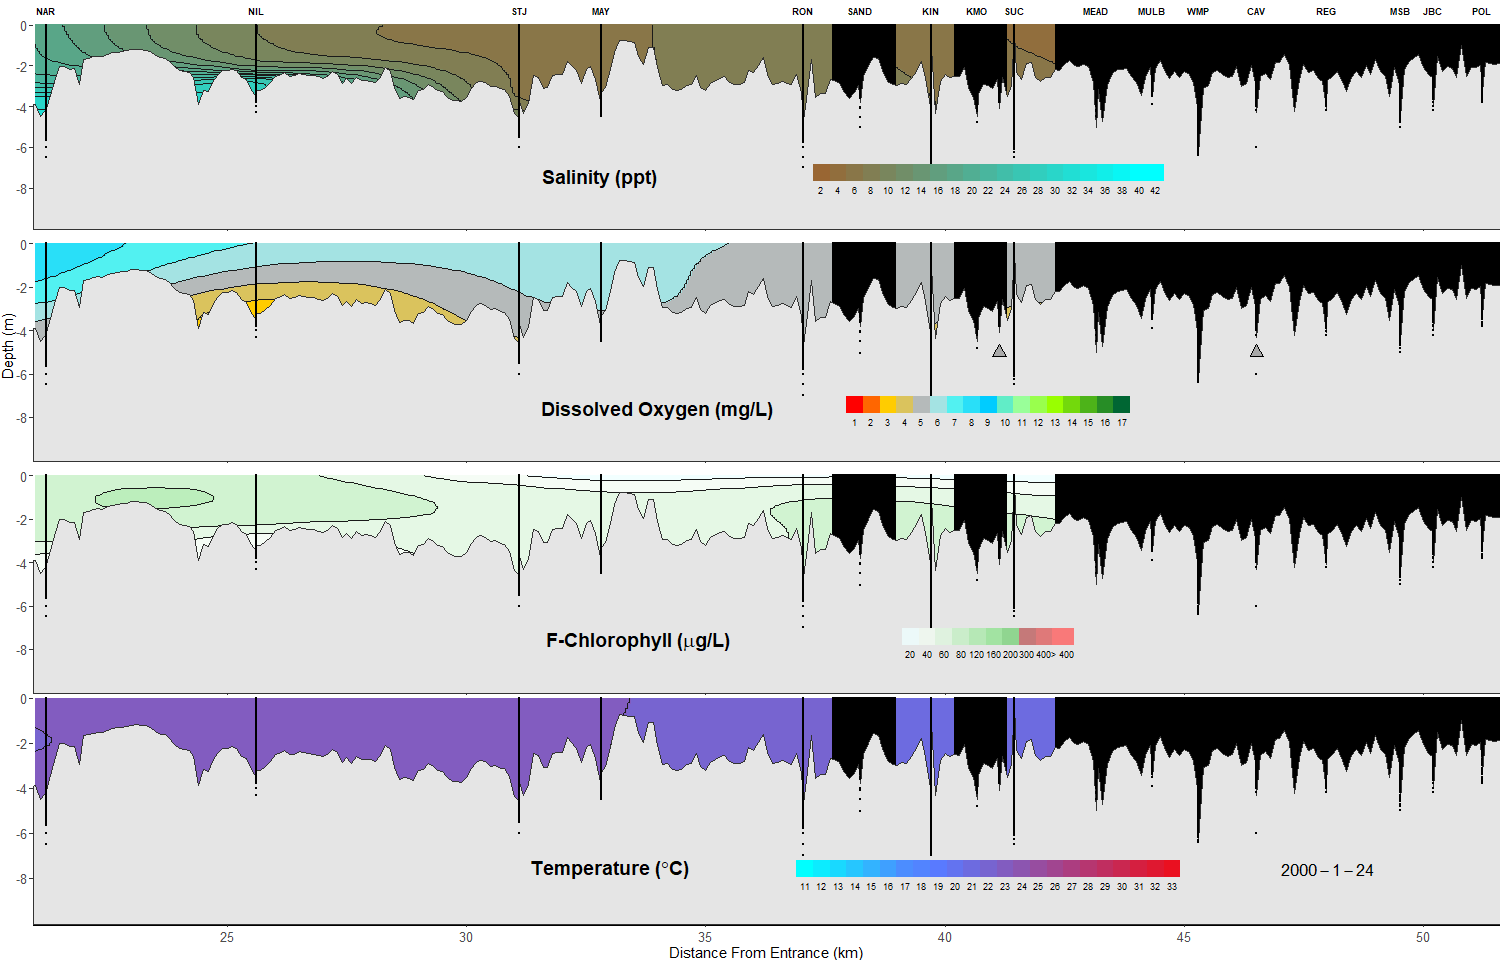 NAR NIL STJ MAY RON SAND KIN KMO SUC MEAD MULB WMP CAV REG MSB JBC POL
0
-2
-4
-6
-8
Salinity (ppt)
2 4 6 8 10 12 14 16 18 20 22 24 26 28 30 32 34 36 38 40 42
0
-2
-4
-6
-8
Depth (m)
Dissolved Oxygen (mg/L)
1 2 3 4 5 6 7 8 9 10 11 12 13 14 15 16 17
0
-2
-4
-6
-8
F-Chlorophyll (μg/L)
20 40 60 80 120 160 200 300 400> 400
0
-2
-4
-6
-8
Temperature (°C)
11 12 13 14 15 16 17 18 19 20 21 22 23 24 25 26 27 28 29 30 31 32 33
2000 – 1 – 24
25 30 35 40 45 50
Distance From Entrance (km)